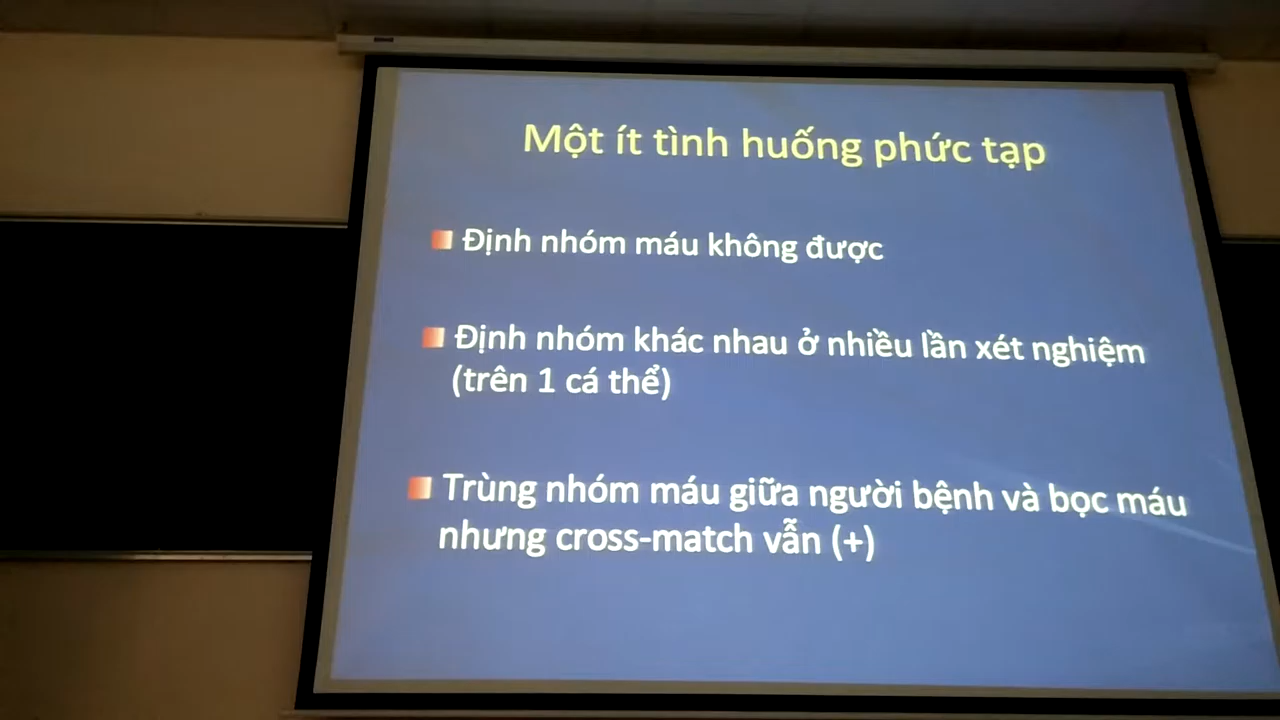 Một ít tình huống phức tạp
Định nhóm máu không được
Định nhóm khác nhau ở nhiều lần xét nghiệm
(trên 1 cá thể)
Trùng nhóm máu giữa người bệnh và bọc máu
nhưng cross-match vẫn (+)